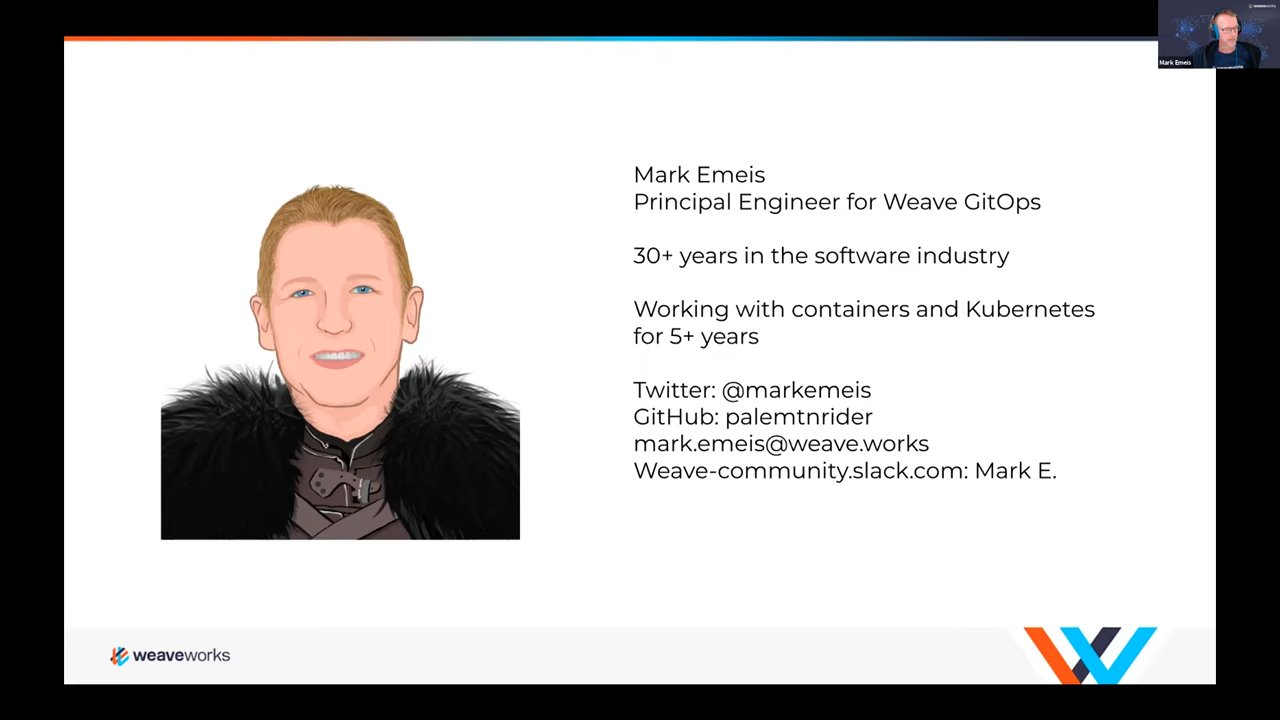 weaveworks
Mark Emeis
Mark Emeis
Principal Engineer for Weave GitOps
30+ years in the software industry
Working with containers and Kubernetes
for 5+ years
Twitter: @markemeis
GitHub: palemtnrider
mark.emeis@weave.works
Weave-community.slack.com: Mark E.
weaveworks